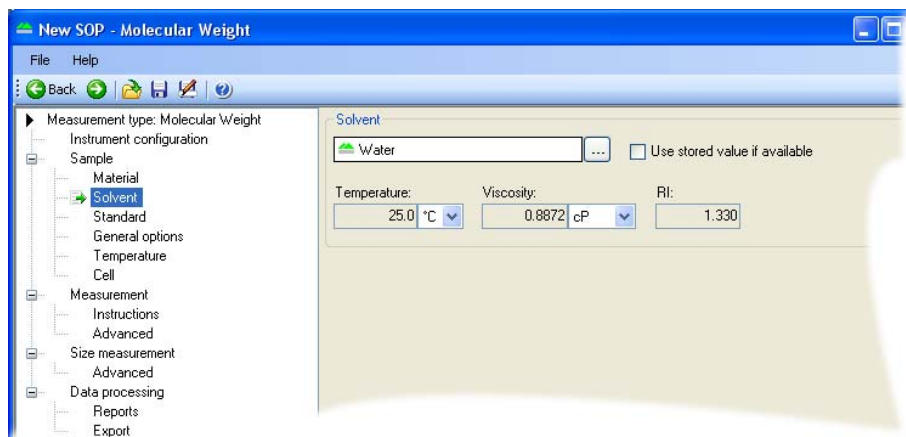 New SOP - Molecular Weight
File Help
Back
Measurement type: Molecular Weight
Instrument configuration
Sample
Material
Solvent
Standard
General options
Temperature
Cell
Measurement
Instructions
Advanced
Size measurement
Advanced
Data processing
Reports
Export
Solvent
Water ... Use stored value if available
Temperature: Viscosity: RI:
25.0 °C 0.8872 cP 1.330